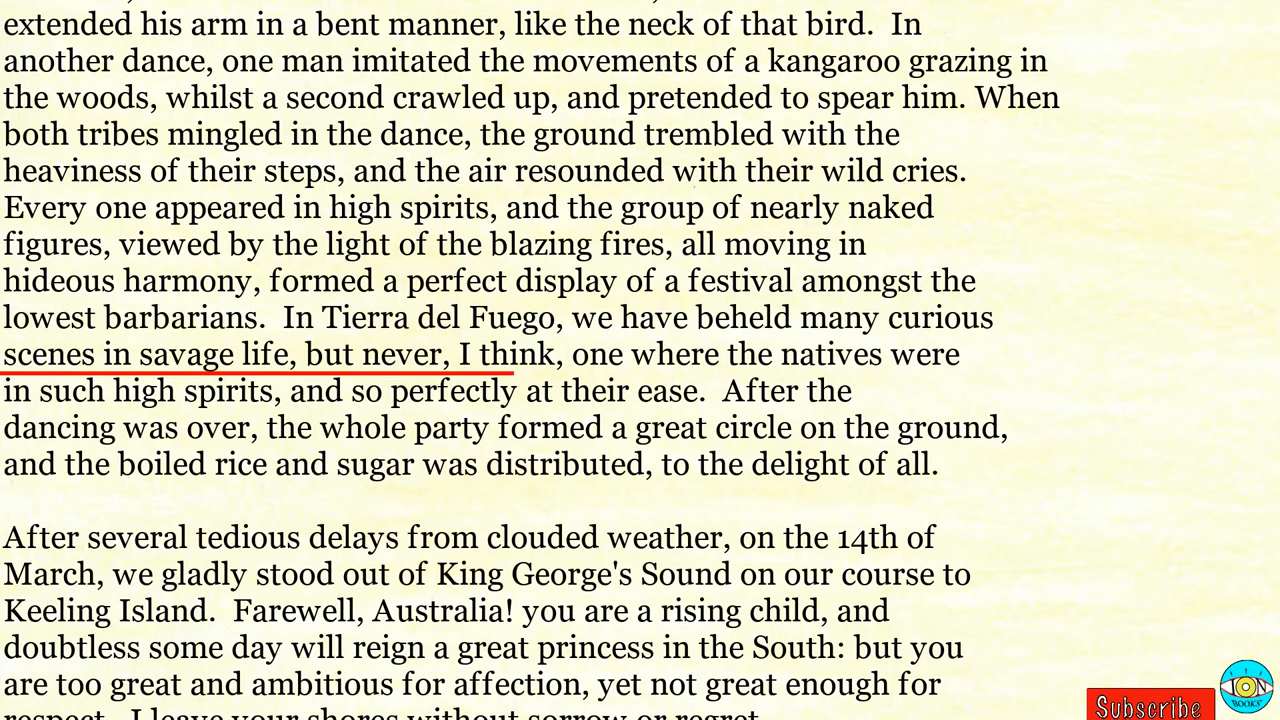 extended his arm in a bent manner, like the neck of that bird.  In
another dance, one man imitated the movements of a kangaroo grazing in
the woods, whilst a second crawled up, and pretended to spear him. When
both tribes mingled in the dance, the ground trembled with the
heaviness of their steps, and the air resounded with their wild cries.
Every one appeared in high spirits, and the group of nearly naked
figures, viewed by the light of the blazing fires, all moving in
hideous harmony, formed a perfect display of a festival amongst the
lowest barbarians.  In Tierra del Fuego, we have beheld many curious
scenes in savage life, but never, I think, one where the natives were
in such high spirits, and so perfectly at their ease.  After the
dancing was over, the whole party formed a great circle on the ground,
and the boiled rice and sugar was distributed, to the delight of all.
After several tedious delays from clouded weather, on the 14th of
March, we gladly stood out of King George's Sound on our course to
Keeling Island.  Farewell, Australia! you are a rising child, and
doubtless some day will reign a great princess in the South: but you
are too great and ambitious for affection, yet not great enough for
respect.  I leave your shores without sorrow or regret.
Subscribe
ION
BOOKS